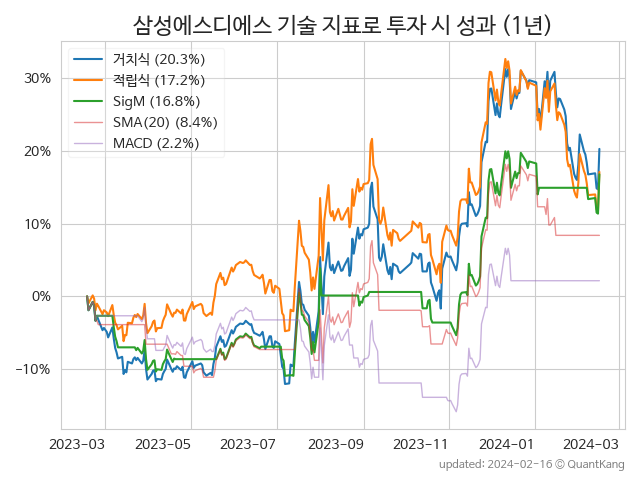 삼성에스디에스 기술 지표로 투자 시 성과 (1년)
거치식 (20.3%)
적립식 (17.2%)
SigM (16.8%)
SMA(20) (8.4%)
MACD (2.2%)
30%
20%
10%
0%
−10%
2023-03 2023-05 2023-07 2023-09 2023-11 2024-01 2024-03
updated: 2024-02-16 © QuantKang